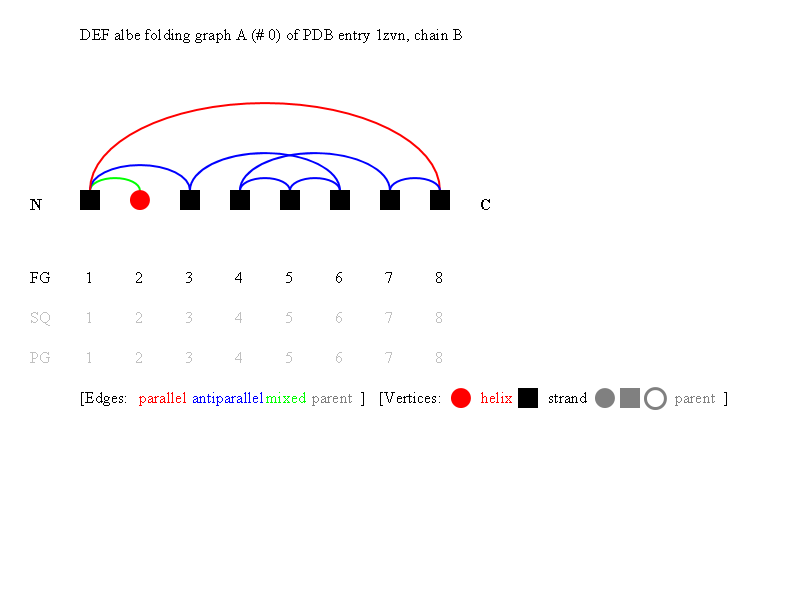 DEF albe folding graph A (# 0) of PDB entry 1zvn, chain B
N C
FG 1 2 3 4 5 6 7 8
SQ 1 2 3 4 5 6 7 8
PG 1 2 3 4 5 6 7 8
[Edges: parallel antiparallel mixed parent ] [Vertices: helix strand parent ]